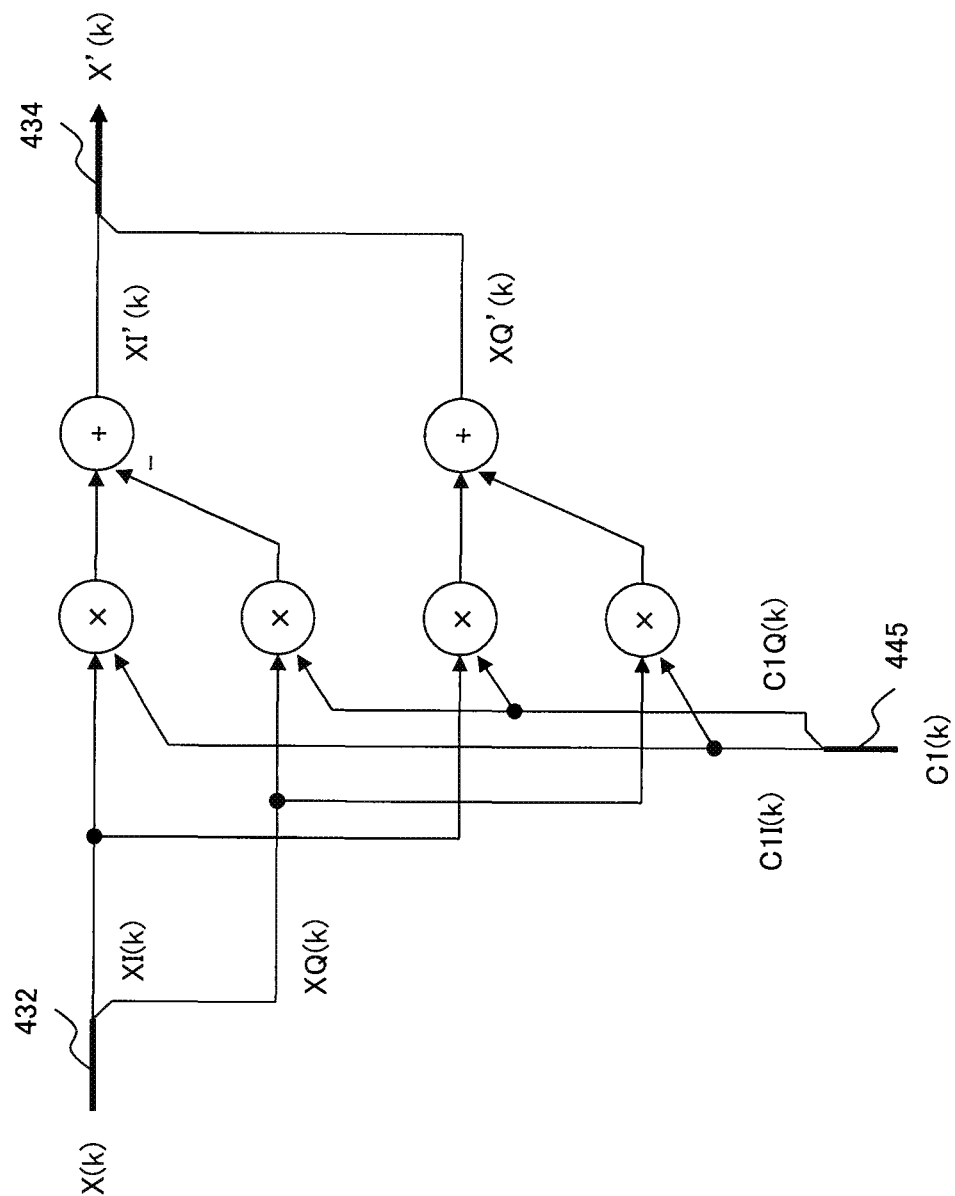 X(k)
432
XI(k)
XQ(k)
×
×
×
×
+
−
+
XI'(k)
XQ'(k)
434
X'(k)
C1I(k)
C1Q(k)
445
C1(k)